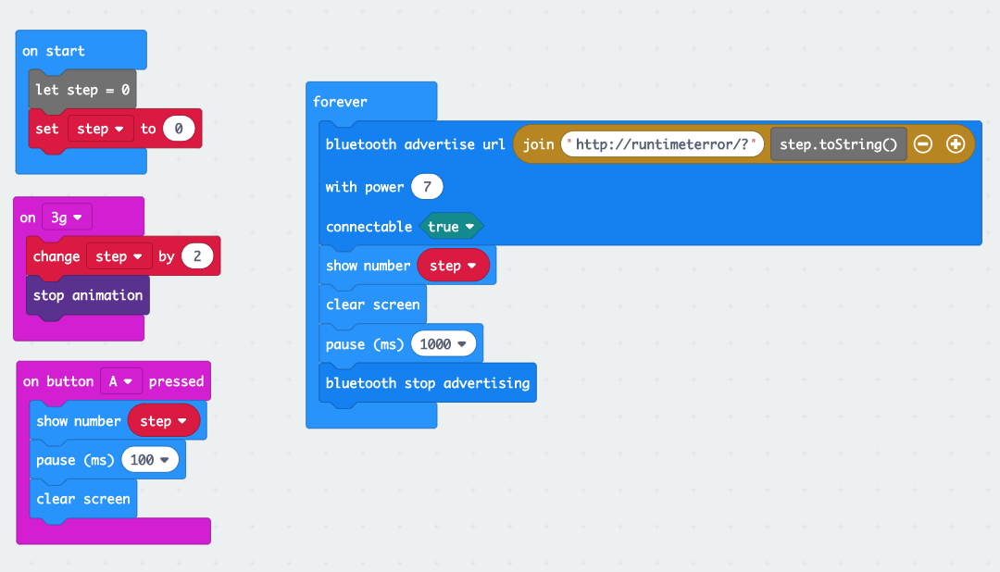 on start
let step = 0
set step to 0
on 3g
change step by 2
stop animation
on button A pressed
show number step
pause (ms) 100
clear screen
forever
bluetooth advertise url join "http://runtimeterror/?" step.toString()
with power 7
connectable true
show number step
clear screen
pause (ms) 1000
bluetooth stop advertising